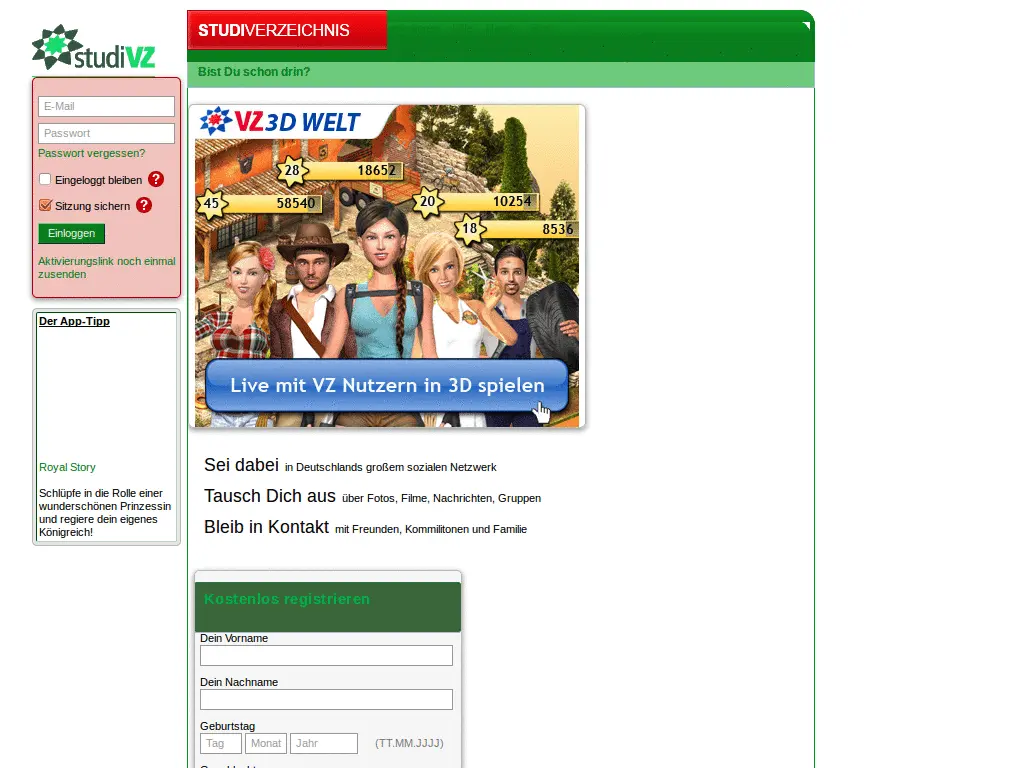 studiVZ
STUDIVERZEICHNIS
Bist Du schon drin?
E-Mail
Passwort
Passwort vergessen?
Eingeloggt bleiben ?
Sitzung sichern ?
Einloggen
Aktivierungslink noch einmal
zusenden
Der App-Tipp
Royal Story
Schlüpfe in die Rolle einer
wunderschönen Prinzessin
und regiere dein eigenes
Königreich!
VZ 3D WELT
28 18652
45 58540
20 10254
18 8536
Live mit VZ Nutzern in 3D spielen
Sei dabei in Deutschlands großem sozialen Netzwerk
Tausch Dich aus über Fotos, Filme, Nachrichten, Gruppen
Bleib in Kontakt mit Freunden, Kommilitonen und Familie
Kostenlos registrieren
Dein Vorname
Dein Nachname
Geburtstag
Tag Monat Jahr (TT.MM.JJJJ)